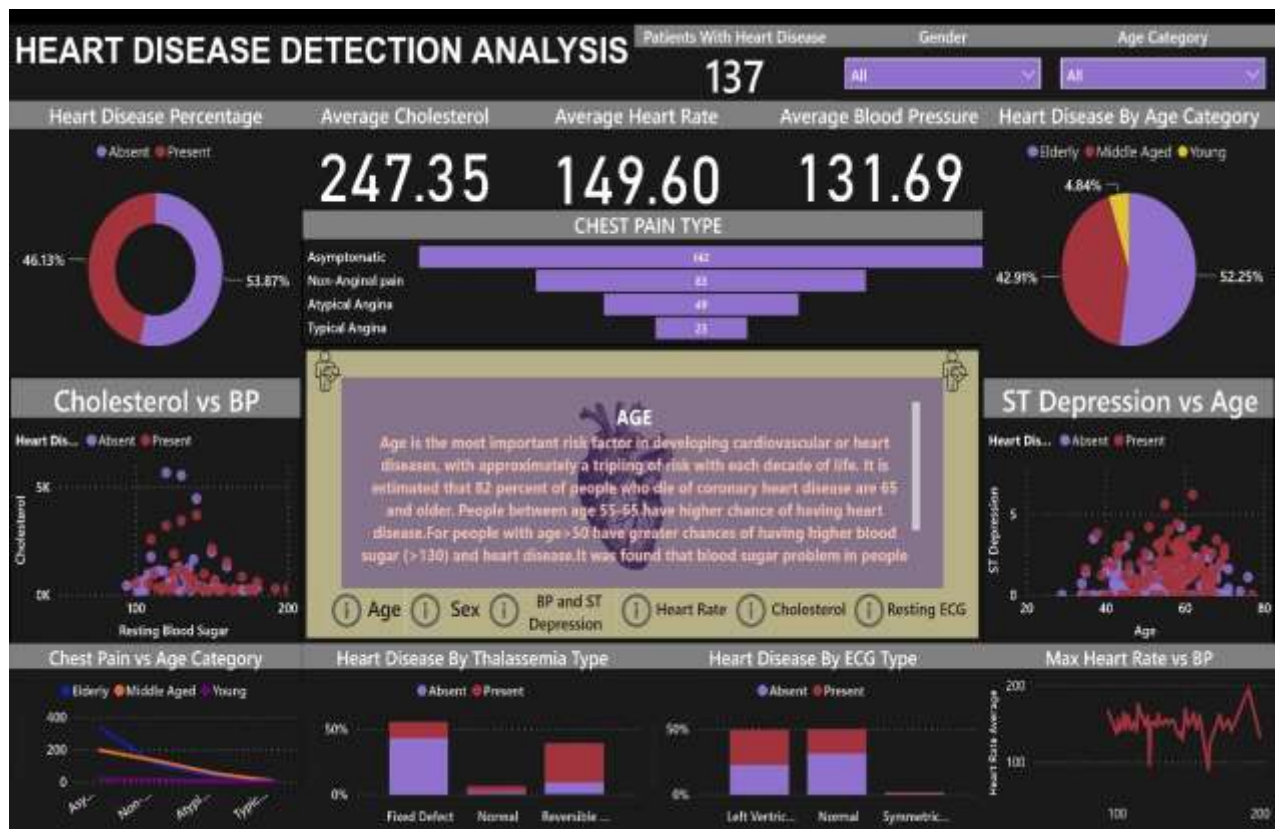 HEART DISEASE DETECTION ANALYSIS
Patients With Heart Disease
137
Gender
All
Age Category
All
Heart Disease Percentage
Absent Present
46.13%
53.87%
Average Cholesterol
247.35
Average Heart Rate
149.60
Average Blood Pressure
131.69
Heart Disease By Age Category
Elderly Middle Aged Young
4.84%
42.91%
52.25%
CHEST PAIN TYPE
Asymptomatic 142
Non-Anginal pain 83
Atypical Angina 49
Typical Angina 23
Cholesterol vs BP
Heart Dis... Absent Present
Cholesterol
5K
0K
100 200
Resting Blood Sugar
AGE
Age is the most important risk factor in developing cardiovascular or heart
diseases, with approximately a tripling of risk with each decade of life. It is
estimated that 82 percent of people who die of coronary heart disease are 65
and older. People between age 55-65 have higher chance of having heart
disease.For people with age>50 have greater chances of having higher blood
sugar (>130) and heart disease.It was found that blood sugar problem in people
Age
Sex
BP and ST
Depression
Heart Rate
Cholesterol
Resting ECG
ST Depression vs Age
Heart Dis... Absent Present
ST Depression
5
0
20 40 60 80
Age
Chest Pain vs Age Category
Elderly Middle Aged Young
400
200
0
Asy... Non-... Atypi... Typic...
Heart Disease By Thalassemia Type
Absent Present
50%
0%
Fixed Defect Normal Reversible ...
Heart Disease By ECG Type
Absent Present
50%
0%
Left Ventric... Normal Symmetric...
Max Heart Rate vs BP
Heart Rate Average
200
100
100 200